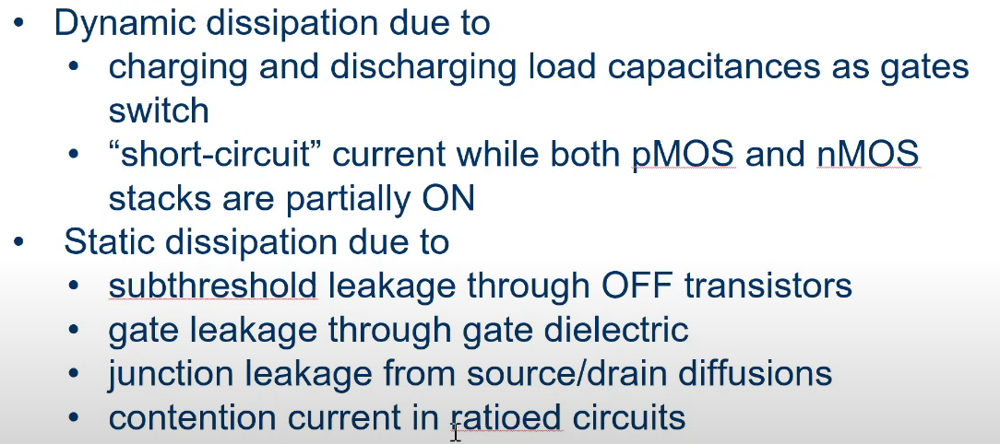 • Dynamic dissipation due to
• charging and discharging load capacitances as gates
switch
• “short-circuit” current while both pMOS and nMOS
stacks are partially ON
• Static dissipation due to
• subthreshold leakage through OFF transistors
• gate leakage through gate dielectric
• junction leakage from source/drain diffusions
• contention current in ratioed circuits